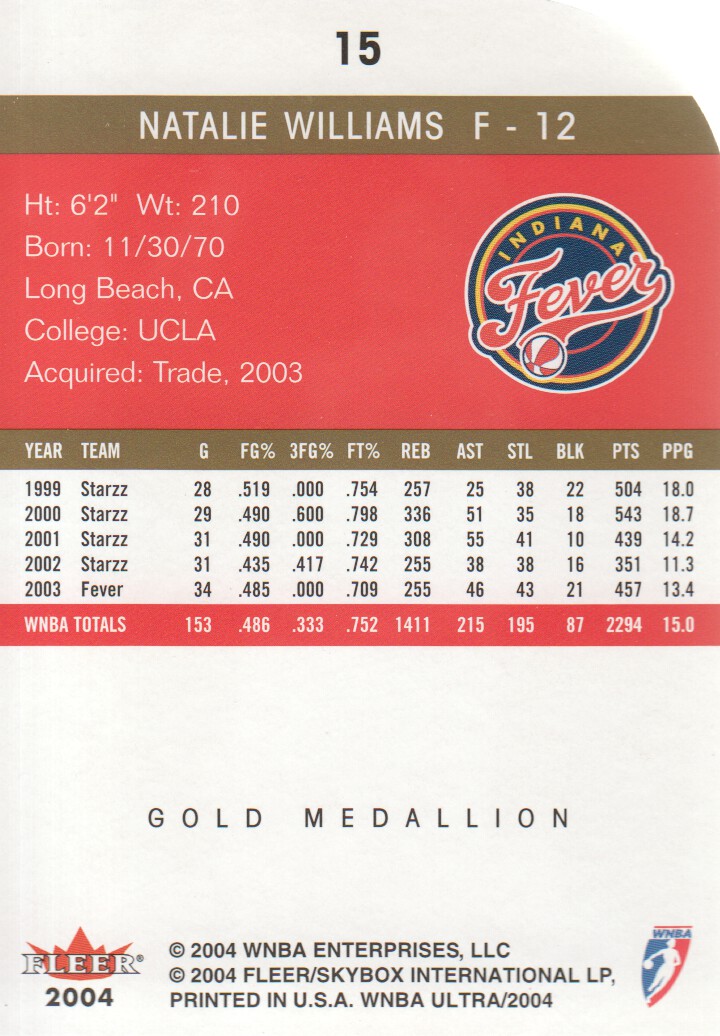 15
NATALIE WILLIAMS F - 12
Ht: 6'2" Wt: 210
Born: 11/30/70
Long Beach, CA
College: UCLA
Acquired: Trade, 2003
INDIANA
Fever
YEAR TEAM G FG% 3FG% FT% REB AST STL BLK PTS PPG
1999 Starzz 28 .519 .000 .754 257 25 38 22 504 18.0
2000 Starzz 29 .490 .600 .798 336 51 35 18 543 18.7
2001 Starzz 31 .490 .000 .729 308 55 41 10 439 14.2
2002 Starzz 31 .435 .417 .742 255 38 38 16 351 11.3
2003 Fever 34 .485 .000 .709 255 46 43 21 457 13.4
WNBA TOTALS 153 .486 .333 .752 1411 215 195 87 2294 15.0
GOLD MEDALLION
FLEER®
2004
© 2004 WNBA ENTERPRISES, LLC
© 2004 FLEER/SKYBOX INTERNATIONAL LP,
PRINTED IN U.S.A. WNBA ULTRA/2004
WNBA